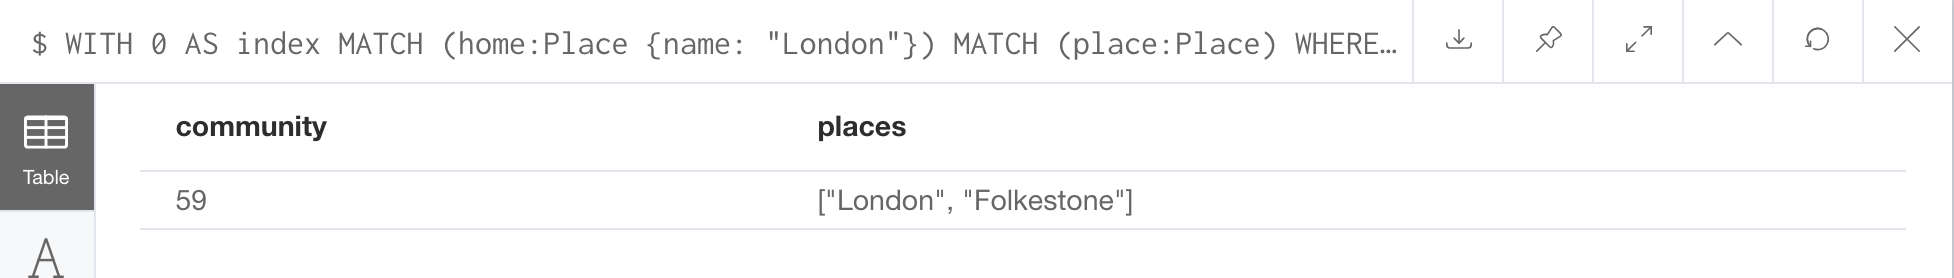 $ WITH 0 AS index MATCH (home:Place {name: "London"}) MATCH (place:Place) WHERE…
Table
community places
59 ["London", "Folkestone"]
A